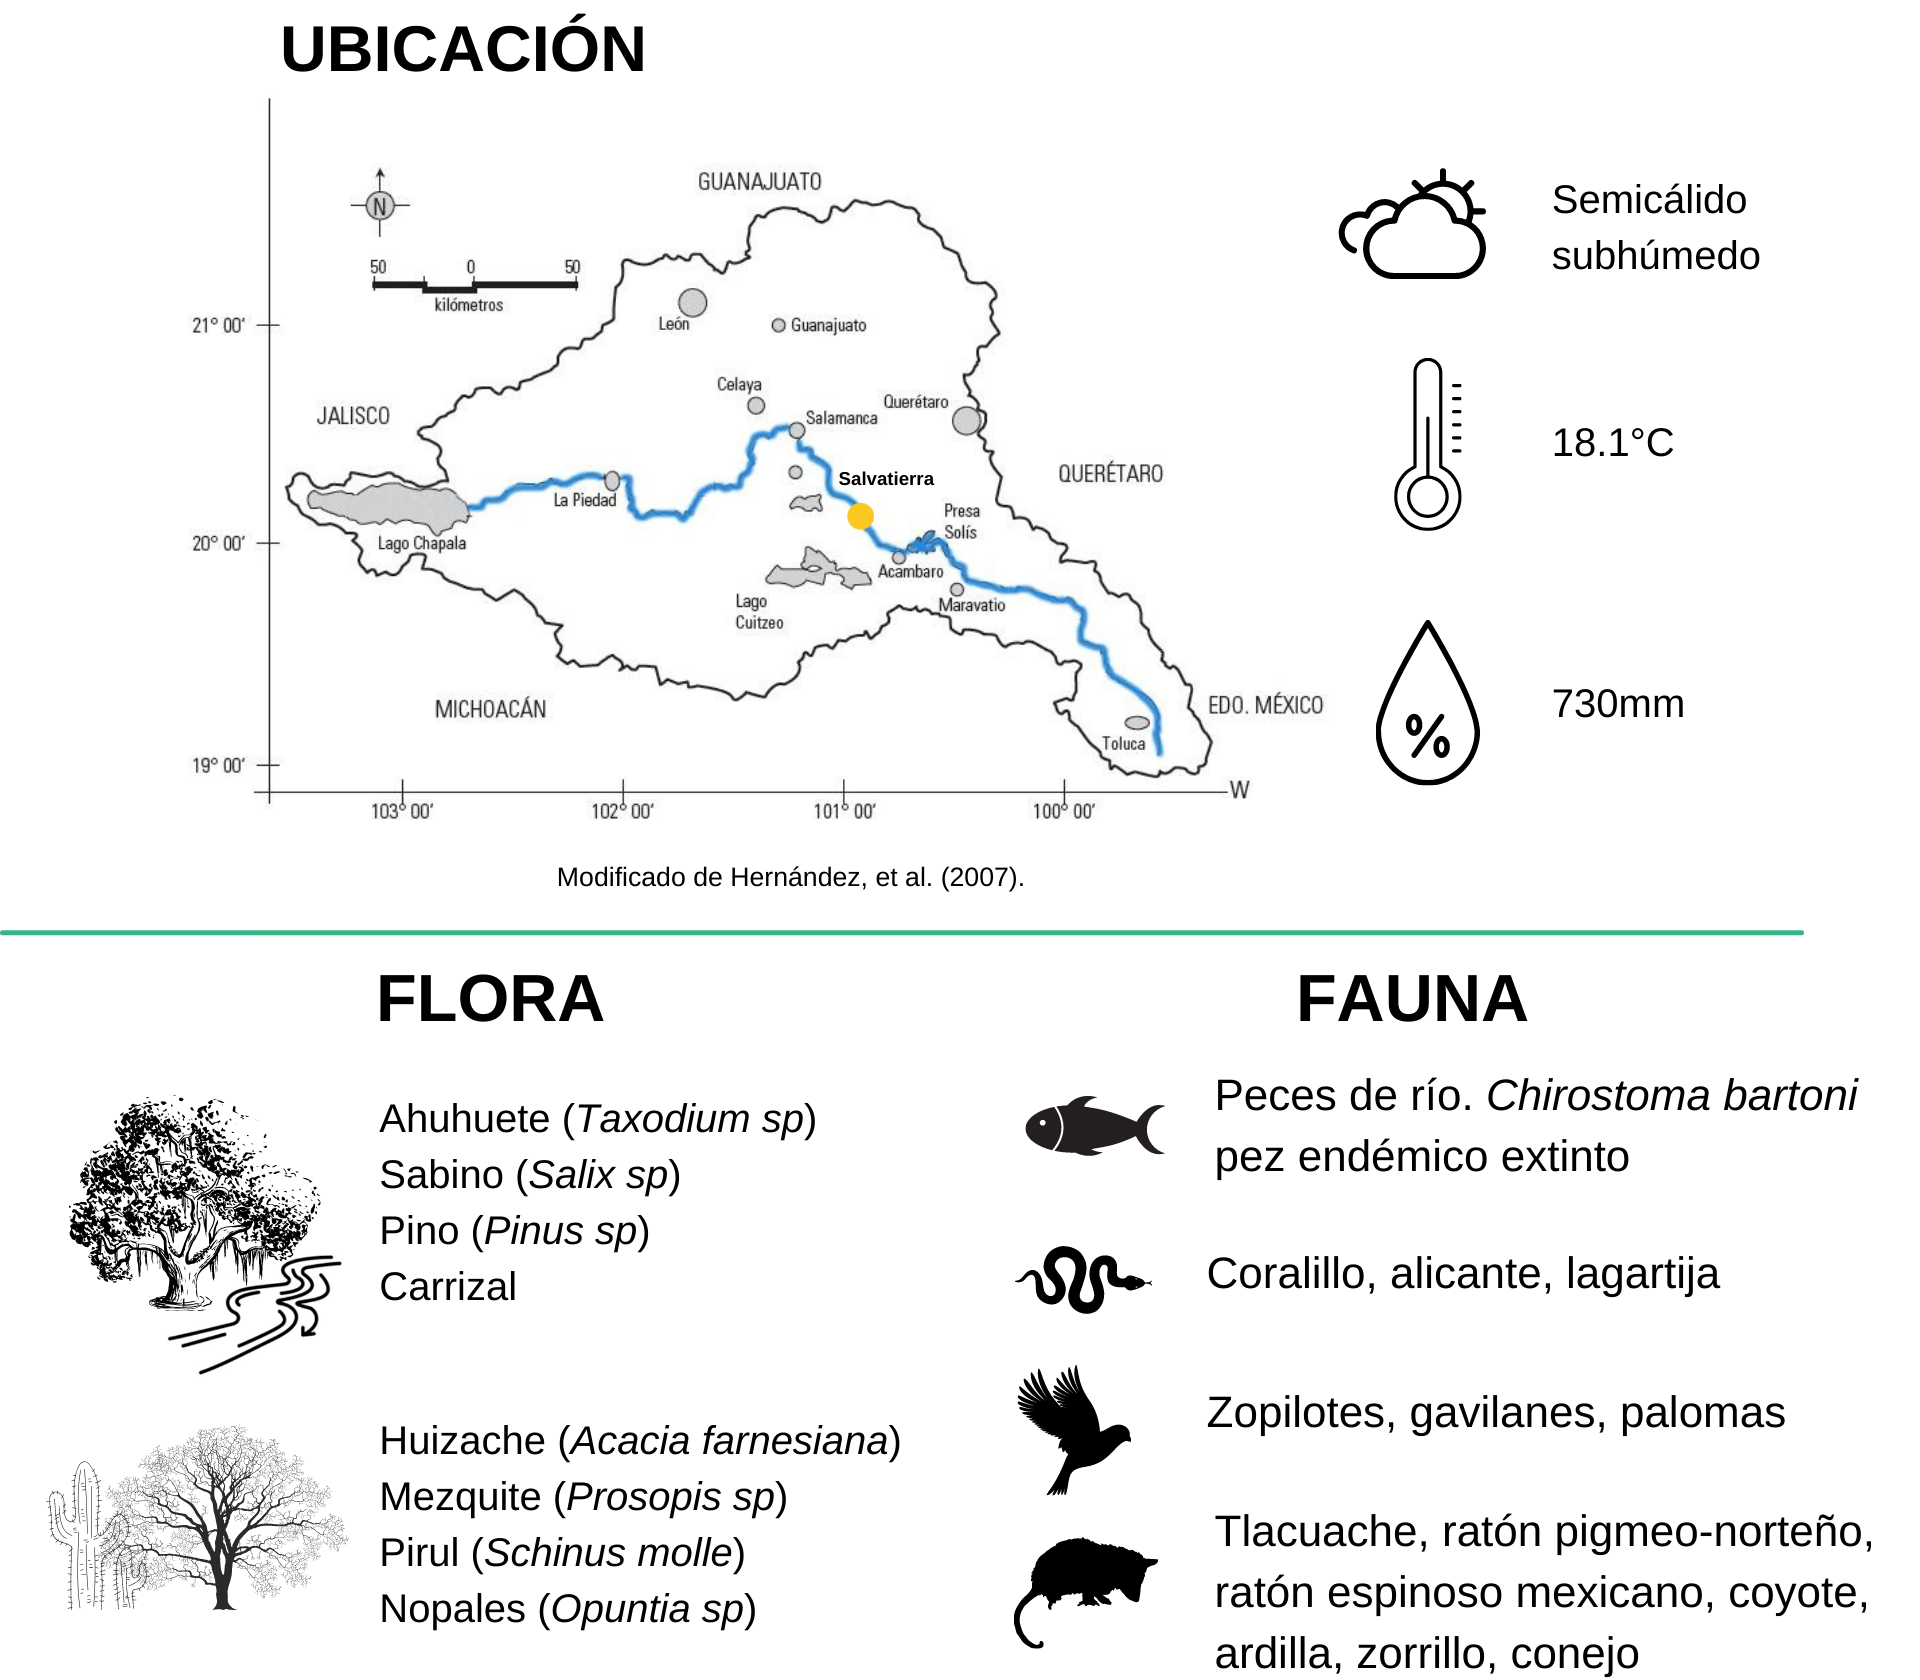 UBICACIÓN
GUANAJUATO
N
50 0 50
kilómetros
León
Guanajuato
21° 00'
Celaya
Querétaro
Salamanca
JALISCO
QUERÉTARO
Salvatierra
La Piedad
Presa
Solís
20° 00'
Lago Chapala
Acambaro
Lago
Cuitzeo
Maravatio
MICHOACÁN
EDO. MÉXICO
Toluca
19° 00'
W
103° 00' 102° 00' 101° 00' 100° 00'
Modificado de Hernández, et al. (2007).
Semicálido
subhúmedo
18.1°C
%
730mm
FLORA
Ahuhuete (Taxodium sp)
Sabino (Salix sp)
Pino (Pinus sp)
Carrizal
Huizache (Acacia farnesiana)
Mezquite (Prosopis sp)
Pirul (Schinus molle)
Nopales (Opuntia sp)
FAUNA
Peces de río. Chirostoma bartoni
pez endémico extinto
Coralillo, alicante, lagartija
Zopilotes, gavilanes, palomas
Tlacuache, ratón pigmeo-norteño,
ratón espinoso mexicano, coyote,
ardilla, zorrillo, conejo